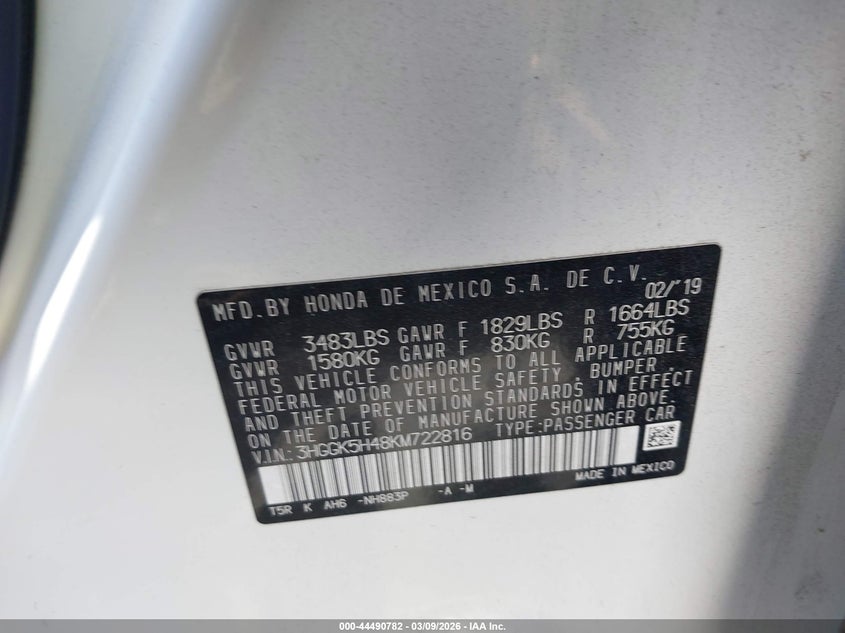 MFD. BY HONDA DE MEXICO S.A. DE C.V. 02/'19
GVWR 3483LBS GAWR F 1829LBS R 1664LBS
GVWR 1580KG GAWR F 830KG R 755KG
THIS VEHICLE CONFORMS TO ALL APPLICABLE
FEDERAL MOTOR VEHICLE SAFETY, BUMPER,
AND THEFT PREVENTION STANDARDS IN EFFECT
ON THE DATE OF MANUFACTURE SHOWN ABOVE.
V.I.N.: 3HGGK5H48KM722816 TYPE:PASSENGER CAR
MADE IN MEXICO
T5R K AH6 -NH883P -A -M
000-44490782 - 03/09/2026 - IAA Inc.